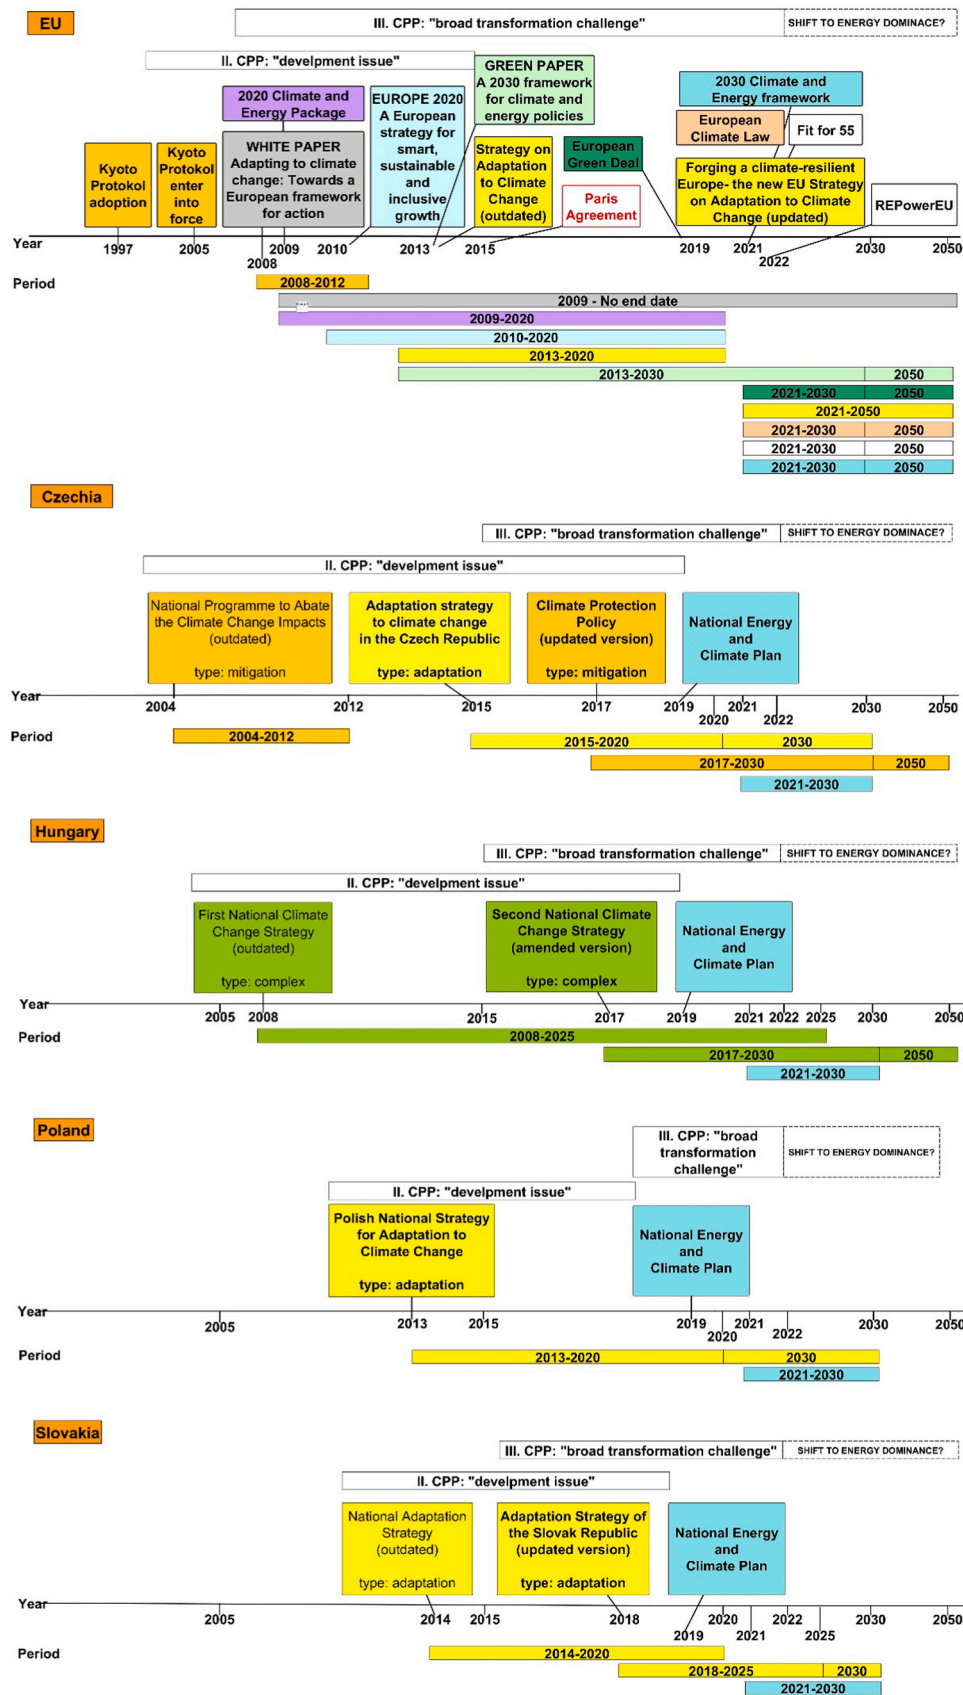 EU
III. CPP: "broad transformation challenge"
SHIFT TO ENERGY DOMINANCE?
II. CPP: "develpment issue"
Kyoto
Protokol
adoption
Kyoto
Protokol
enter
into
force
2020 Climate and
Energy Package
WHITE PAPER
Adapting to climate
change: Towards a
European framework
for action
EUROPE 2020
A European
strategy for
smart,
sustainable
and
inclusive
growth
GREEN PAPER
A 2030 framework
for climate and
energy policies
Strategy on
Adaptation
to Climate
Change
(outdated)
European
Green Deal
Paris
Agreement
2030 Climate and
Energy framework
European
Climate Law
Fit for 55
Forging a climate-resilient
Europe- the new EU Strategy
on Adaptation to Climate
Change (updated)
REPowerEU
Year
1997
2005
2008
2009
2010
2013
2015
2019
2021
2022
2030
2050
Period
2008-2012
2009 - No end date
2009-2020
2010-2020
2013-2020
2013-2030
2050
2021-2030
2050
2021-2050
2021-2030
2050
2021-2030
2050
2021-2030
2050
Czechia
III. CPP: "broad transformation challenge"
SHIFT TO ENERGY DOMINACE?
II. CPP: "develpment issue"
National Programme to Abate
the Climate Change Impacts
(outdated)
type: mitigation
Adaptation strategy
to climate change
in the Czech Republic
type: adaptation
Climate Protection
Policy
(updated version)
type: mitigation
National Energy
and
Climate Plan
Year
2004
2012
2015
2017
2019
2020
2021
2022
2030
2050
Period
2004-2012
2015-2020
2030
2017-2030
2050
2021-2030
Hungary
III. CPP: "broad transformation challenge"
SHIFT TO ENERGY DOMINANCE?
II. CPP: "develpment issue"
First National Climate
Change Strategy
(outdated)
type: complex
Second National Climate
Change Strategy
(amended version)
type: complex
National Energy
and
Climate Plan
Year
2005
2008
2015
2017
2019
2021
2022
2025
2030
2050
Period
2008-2025
2017-2030
2050
2021-2030
Poland
III. CPP: "broad
transformation
challenge"
SHIFT TO ENERGY DOMINANCE?
II. CPP: "develpment issue"
Polish National Strategy
for Adaptation to
Climate Change
type: adaptation
National Energy
and
Climate Plan
Year
2005
2013
2015
2019
2020
2021
2022
2030
2050
Period
2013-2020
2030
2021-2030
Slovakia
III. CPP: "broad transformation challenge"
SHIFT TO ENERGY DOMINANCE?
II. CPP: "develpment issue"
National Adaptation
Strategy
(outdated)
type: adaptation
Adaptation Strategy of
the Slovak Republic
(updated version)
type: adaptation
National Energy
and
Climate Plan
Year
2005
2014
2015
2018
2019
2020
2021
2022
2025
2030
2050
Period
2014-2020
2018-2025
2030
2021-2030